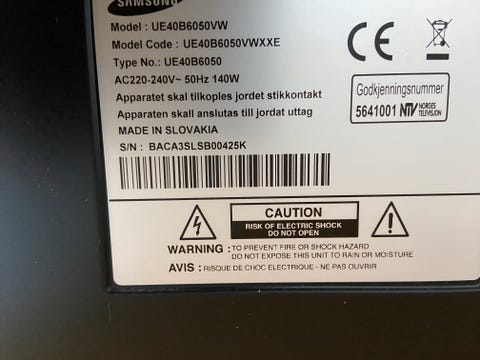 SAMSUNG
Model : UE40B6050VW
Model Code : UE40B6050VWXXE
Type No.: UE40B6050
AC220-240V~ 50Hz 140W
Apparatet skal tilkoples jordet stikkontakt
Apparaten skall anslutas till jordat uttag
MADE IN SLOVAKIA
S/N : BACA3SLSB00425K
CE
Godkjenningsnummer
5641001 NTV NORGES TELEVISJON
CAUTION
RISK OF ELECTRIC SHOCK
DO NOT OPEN
WARNING : TO PREVENT FIRE OR SHOCK HAZARD
DO NOT EXPOSE THIS UNIT TO RAIN OR MOISTURE
AVIS : RISQUE DE CHOC ELECTRIQUE - NE PAS OUVRIR